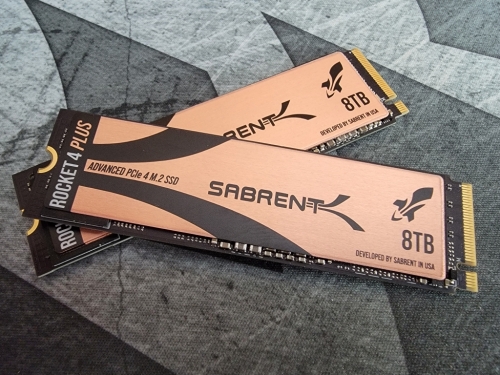 SABRENT
8TB
DEVELOPED BY SABRENT IN USA
ROCKET 4 PLUS
ADVANCED PCIe 4 M.2 SSD
SABRENT
8TB
DEVELOPED BY SABRENT IN USA